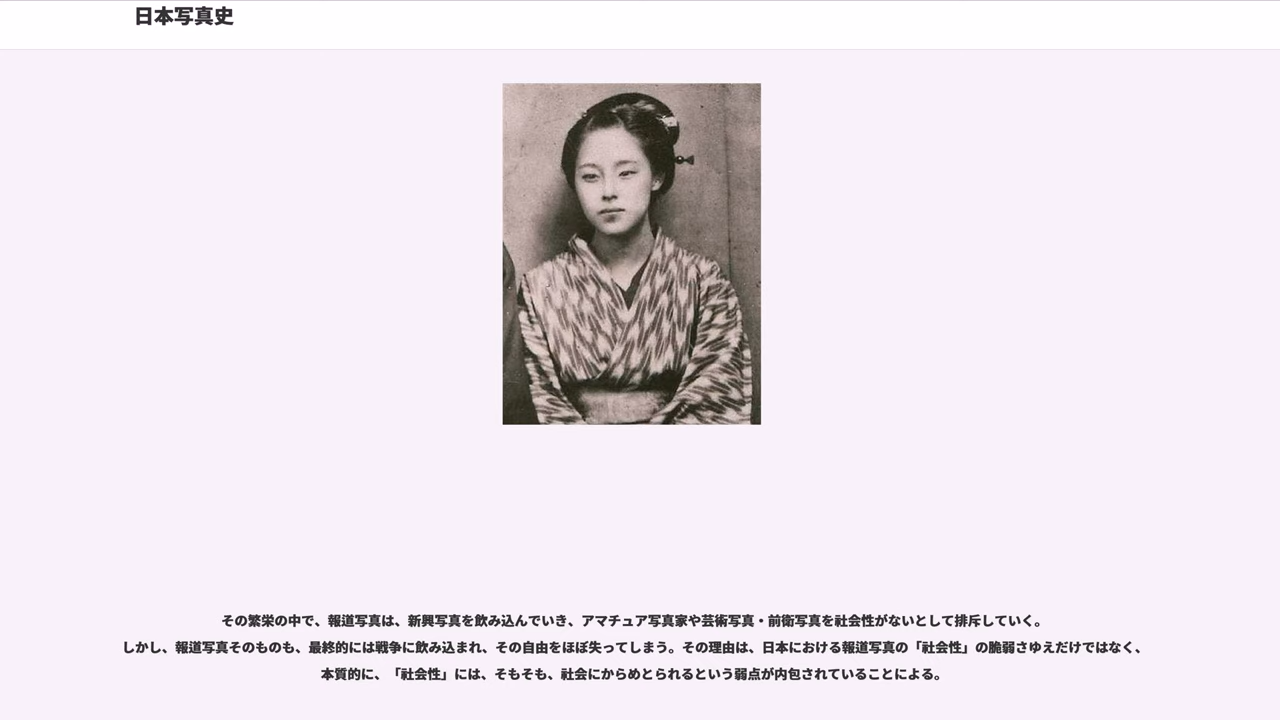 日本写真史
その繁栄の中で、報道写真は、新興写真を飲み込んでいき、アマチュア写真家や芸術写真・前衛写真を社会性がないとして排斥していく。
しかし、報道写真そのものも、最終的には戦争に飲み込まれ、その自由をほぼ失ってしまう。その理由は、日本における報道写真の「社会性」の脆弱さゆえだけではなく、
本質的に、「社会性」には、そもそも、社会にからめとられるという弱点が内包されていることによる。